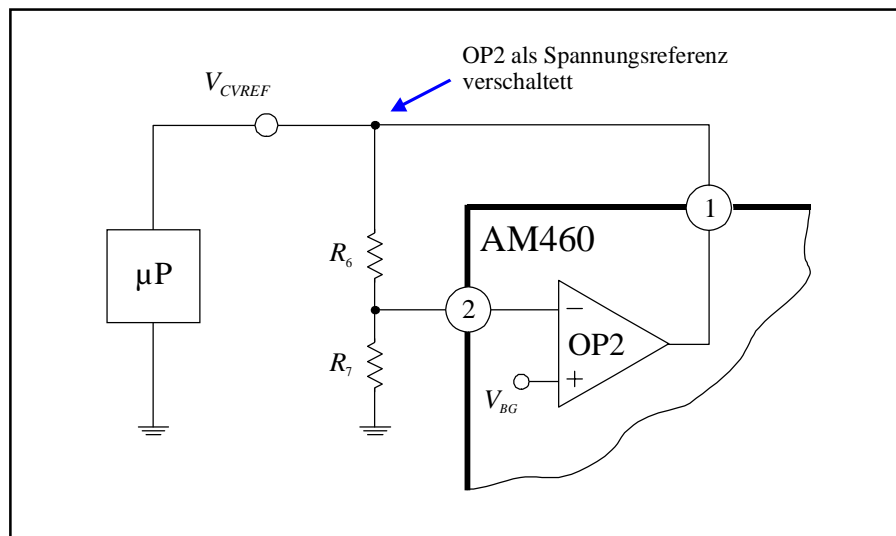 OP2 als Spannungsreferenz
verschaltett
V_CVREF
1
AM460
R_6
µP
2
−
OP2
R_7
+
V_BG